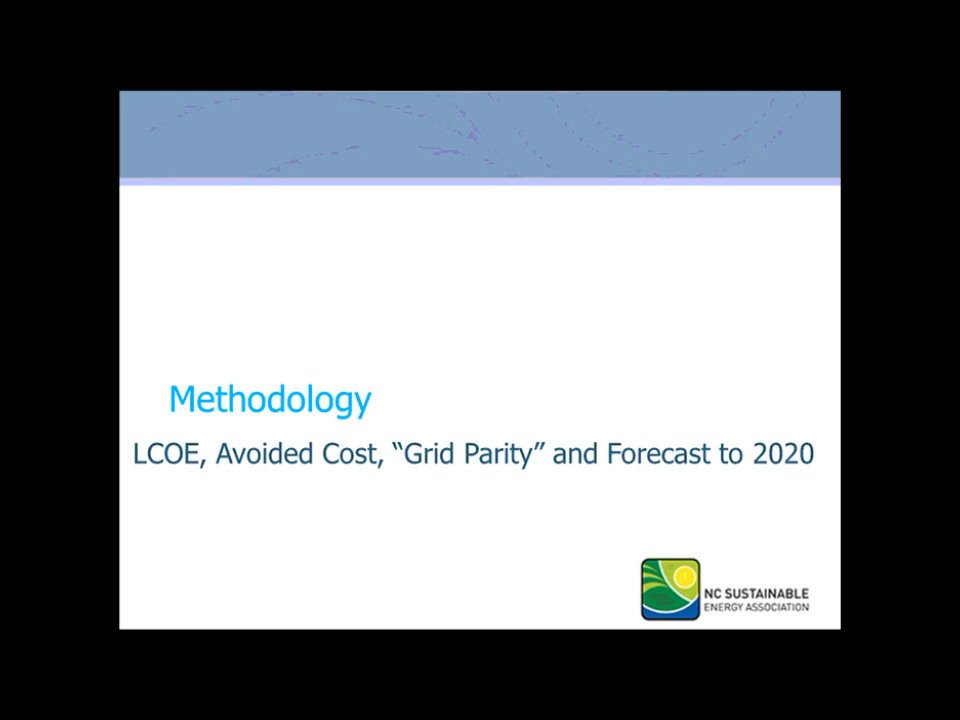 Methodology
LCOE, Avoided Cost, “Grid Parity” and Forecast to 2020
NC SUSTAINABLE
ENERGY ASSOCIATION